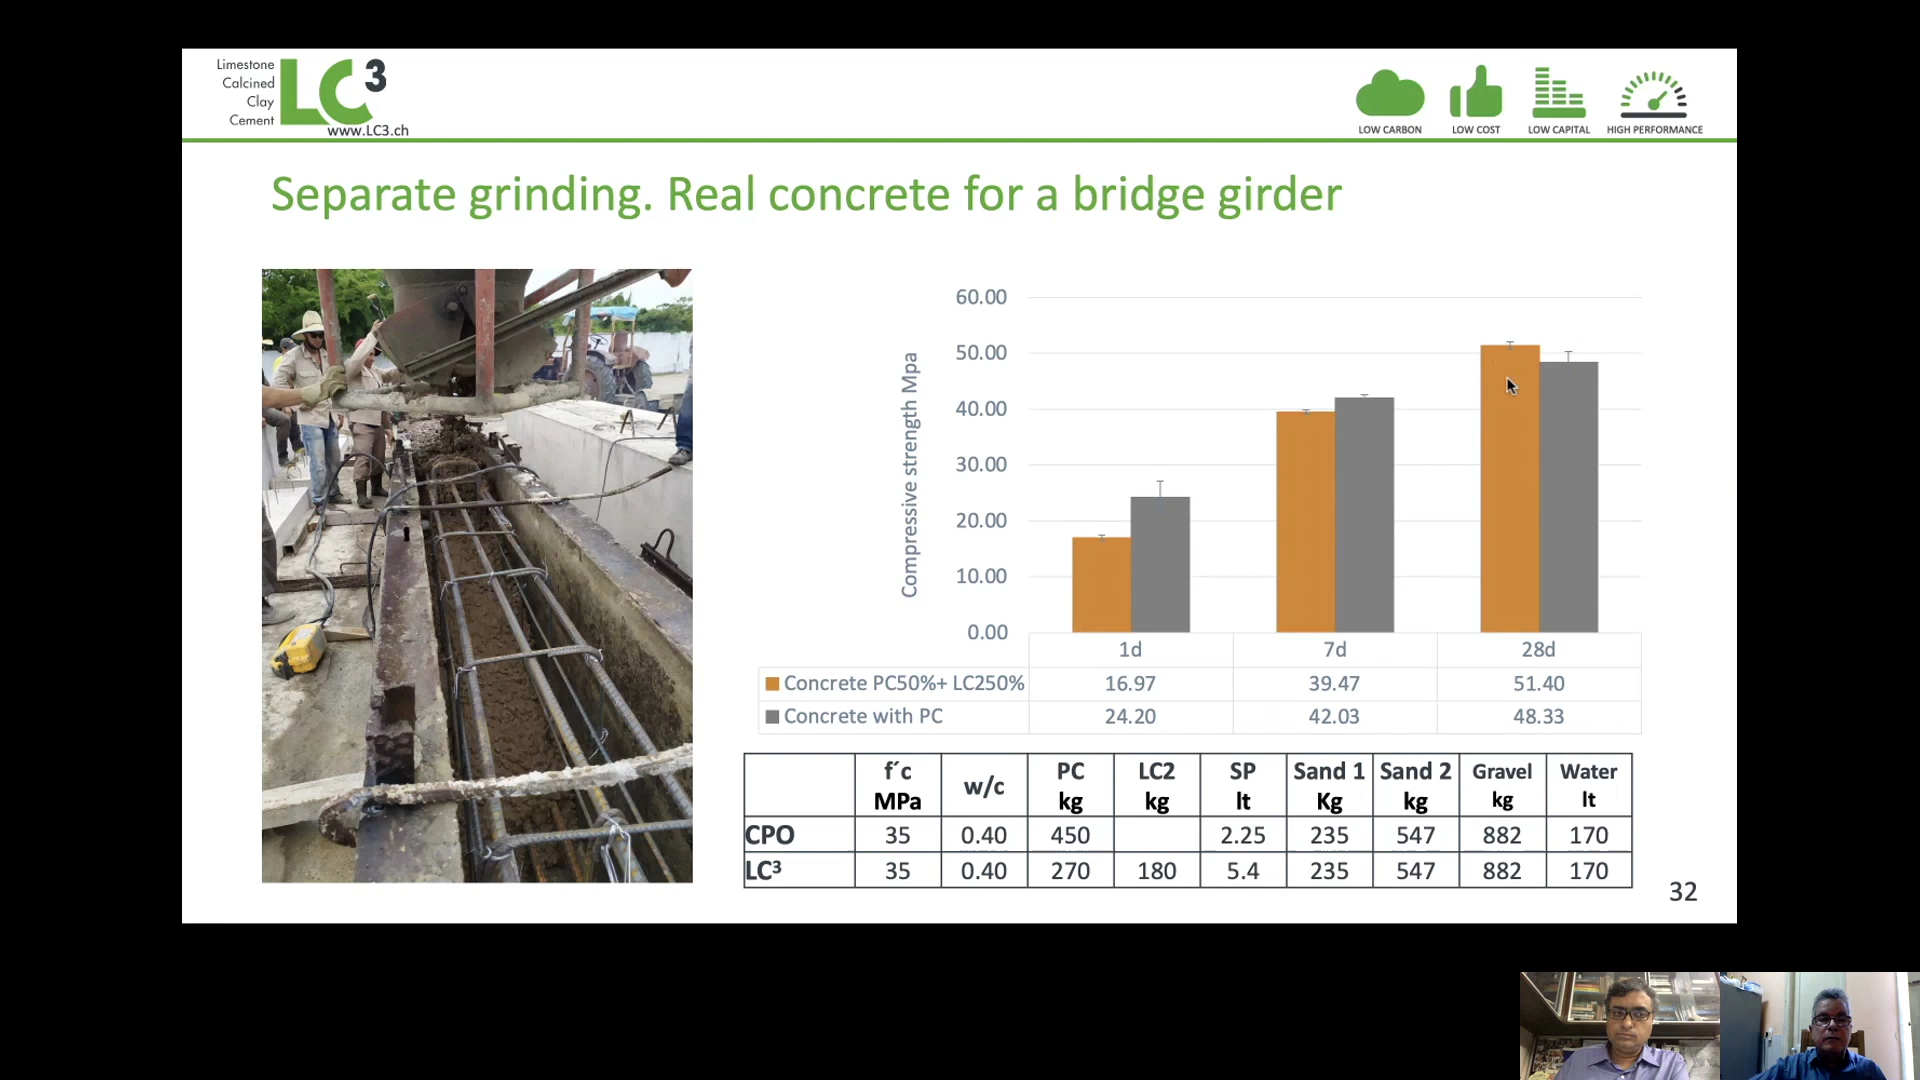 Limestone
Calcined
Clay
Cement
LC3
www.LC3.ch
LOW CARBON LOW COST LOW CAPITAL HIGH PERFORMANCE
Separate grinding. Real concrete for a bridge girder
Compressive strength Mpa
60.00
50.00
40.00
30.00
20.00
10.00
0.00
1d 7d 28d
Concrete PC50%+ LC250% 16.97 39.47 51.40
Concrete with PC 24.20 42.03 48.33
f´c MPa w/c PC kg LC2 kg SP lt Sand 1 Kg Sand 2 kg Gravel kg Water lt
CPO 35 0.40 450 2.25 235 547 882 170
LC³ 35 0.40 270 180 5.4 235 547 882 170
32